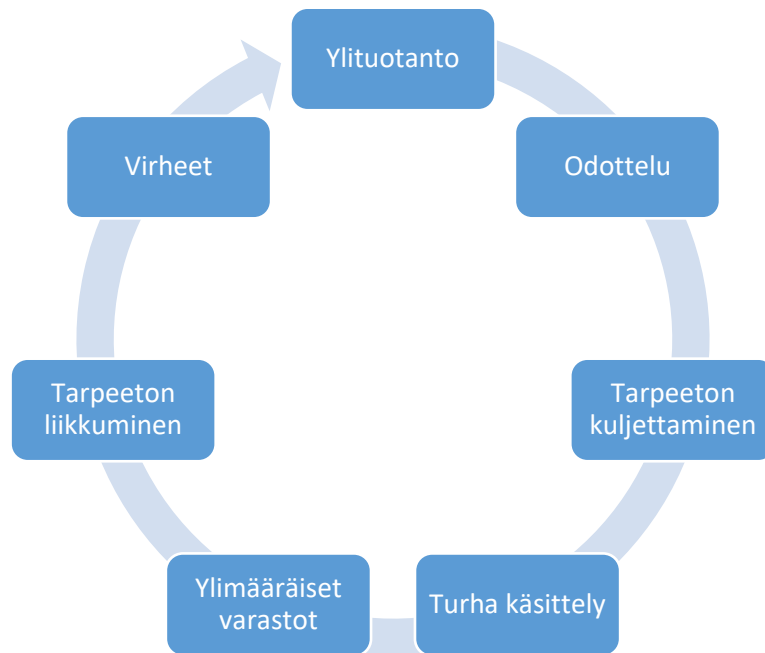 Ylituotanto
Odottelu
Tarpeeton
kuljettaminen
Turha käsittely
Ylimääräiset
varastot
Tarpeeton
liikkuminen
Virheet